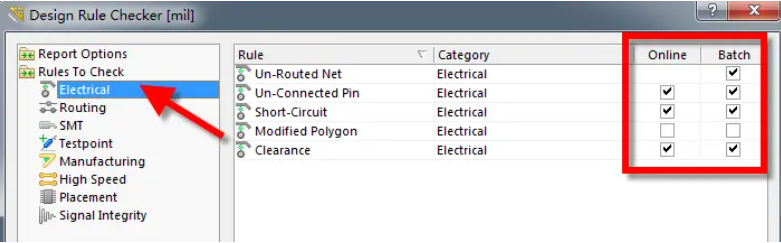 Design Rule Checker [mil]
?
Report Options
Rules To Check
Electrical
Routing
SMT
Testpoint
Manufacturing
High Speed
Placement
Signal Integrity
Rule Category Online Batch
Un-Routed Net Electrical
Un-Connected Pin Electrical
Short-Circuit Electrical
Modified Polygon Electrical
Clearance Electrical